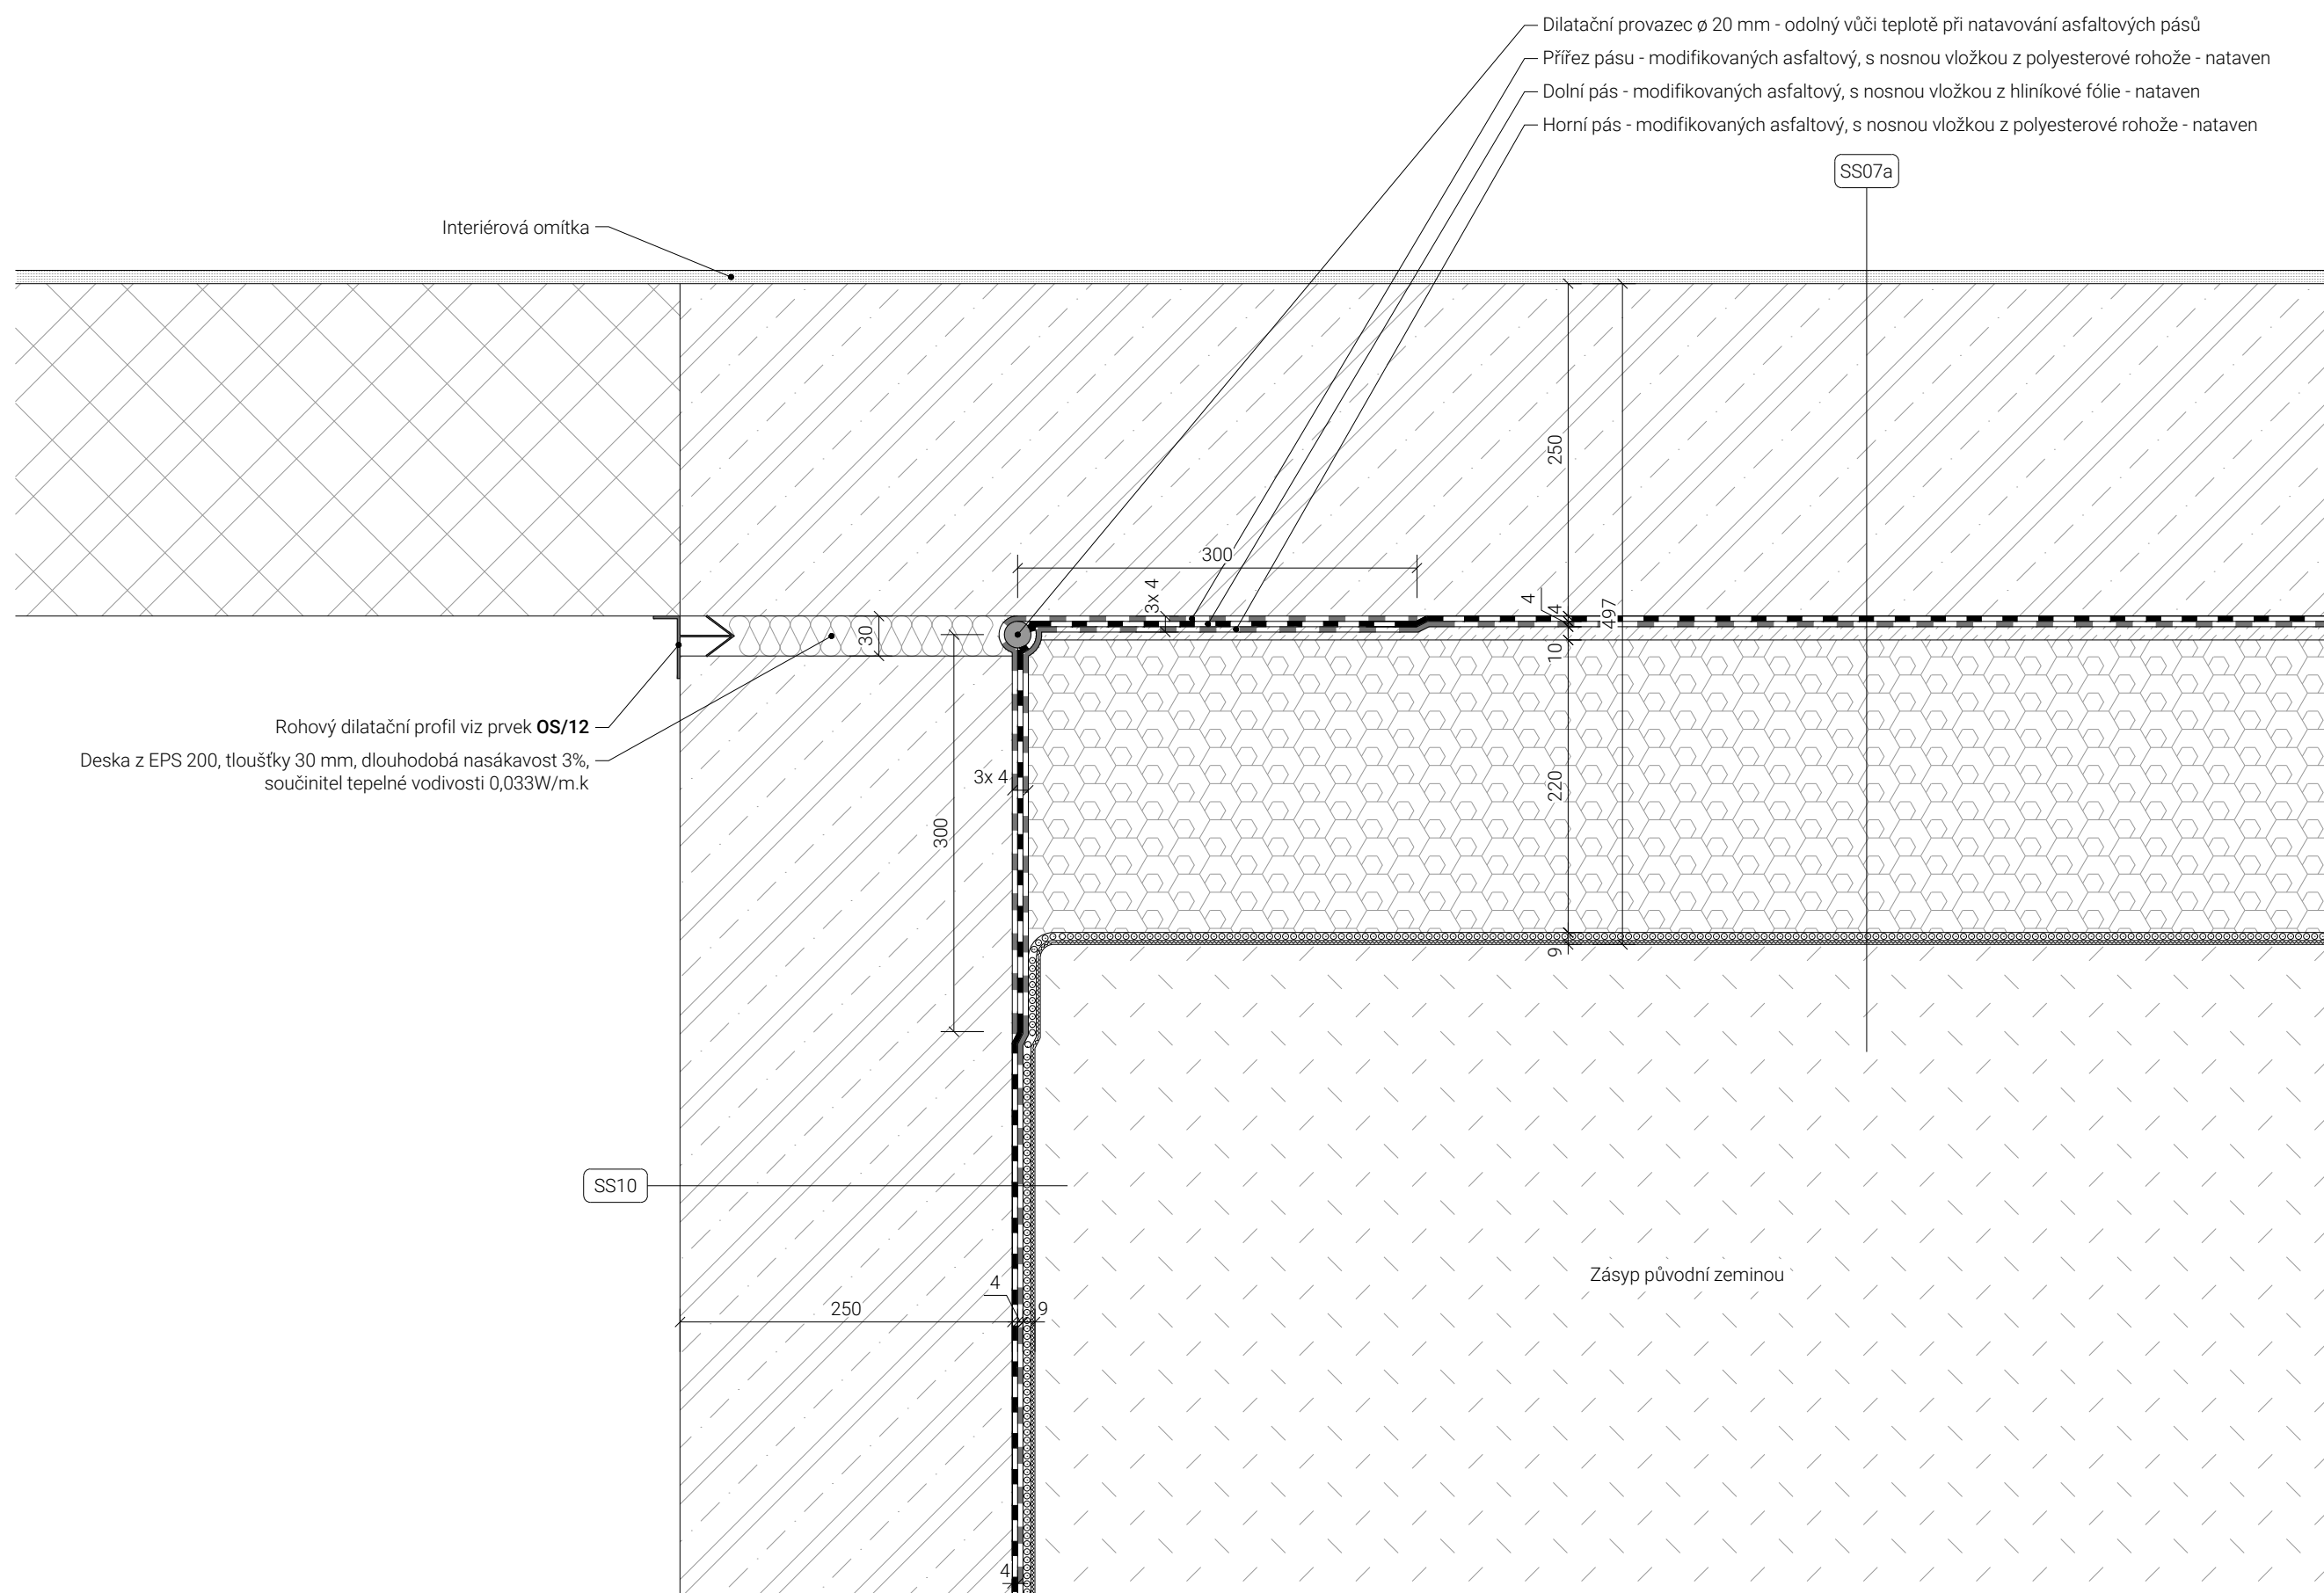 Dilatační provazec ø 20 mm - odolný vůči teplotě při natavování asfaltových pásů
Přířez pásu - modifikovaných asfaltový, s nosnou vložkou z polyesterové rohože - nataven
Dolní pás - modifikovaných asfaltový, s nosnou vložkou z hliníkové fólie - nataven
Horní pás - modifikovaných asfaltový, s nosnou vložkou z polyesterové rohože - nataven
SS07a
Interiérová omítka
250
300
3x 4
4
4
497
30
10
Rohový dilatační profil viz prvek OS/12
Deska z EPS 200, tloušťky 30 mm, dlouhodobá nasákavost 3%,
součinitel tepelné vodivosti 0,033W/m.k
3x 4
220
300
9
SS10
Zásyp původní zeminou
4
250
9
4